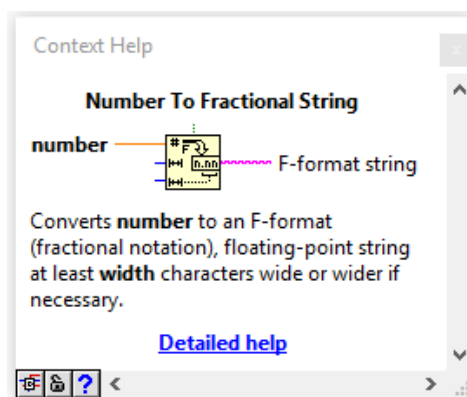 Context Help
x
Number To Fractional String
number
# F
n.nn
F-format string
Converts number to an F-format
(fractional notation), floating-point string
at least width characters wide or wider if
necessary.
Detailed help
?